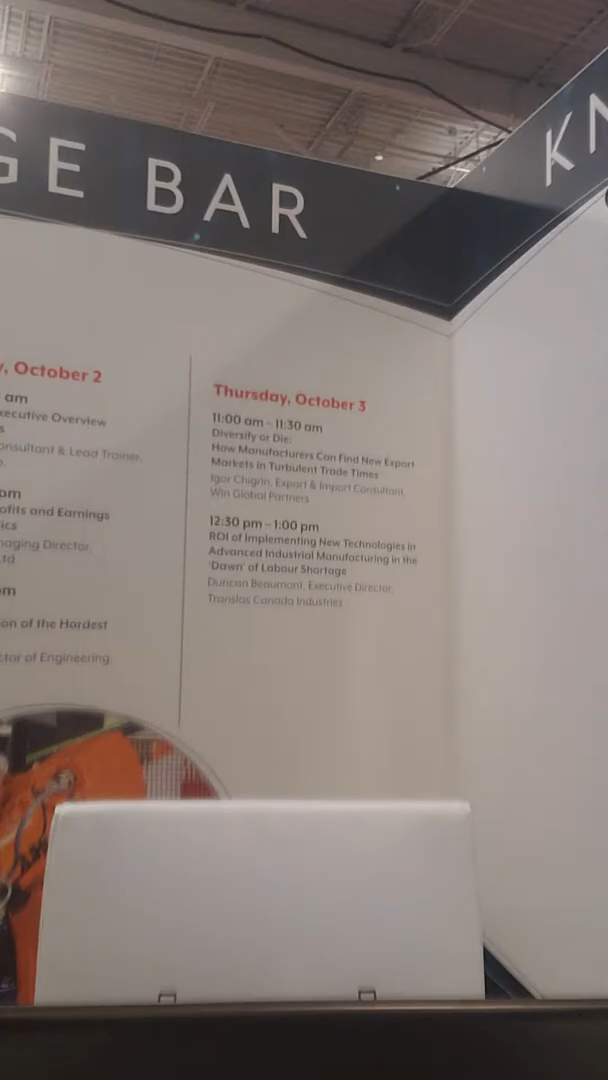 GE BAR
KN
October 2
am
xecutive Overview
s
onsultant & Lead Trainer,
pm
ofits and Earnings
ics
naging Director,
Ltd
pm
on of the Hardest
ctor of Engineering
Thursday, October 3
11:00 am - 11:30 am
Diversify or Die:
How Manufacturers Can Find New Export
Markets in Turbulent Trade Times
Igor Chigrin, Export & Import Consultant,
Win Global Partners
12:30 pm - 1:00 pm
ROI of Implementing New Technologies in
Advanced Industrial Manufacturing in the
'Dawn' of Labour Shortage
Duncan Beaumont, Executive Director,
Translas Canada Industries